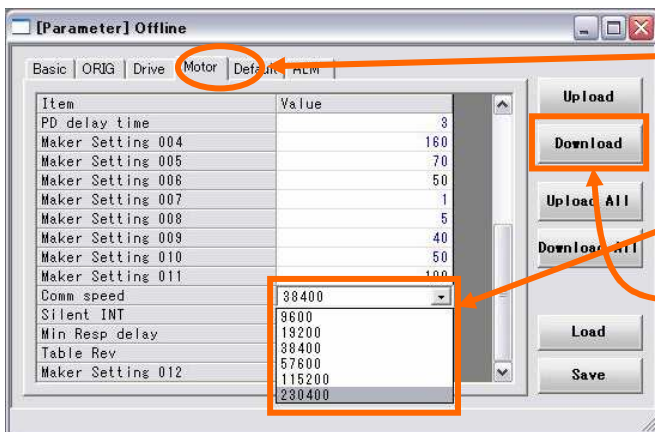 [Parameter] Offline
Basic ORIG Drive Motor Default ALM
Item Value
PD delay time 3
Maker Setting 004 160
Maker Setting 005 70
Maker Setting 006 50
Maker Setting 007 1
Maker Setting 008 5
Maker Setting 009 40
Maker Setting 010 50
Maker Setting 011 100
Comm speed 38400
Silent INT
Min Resp delay
Table Rev
Maker Setting 012
9600
19200
38400
57600
115200
230400
Upload
Download
Upload All
Download All
Load
Save